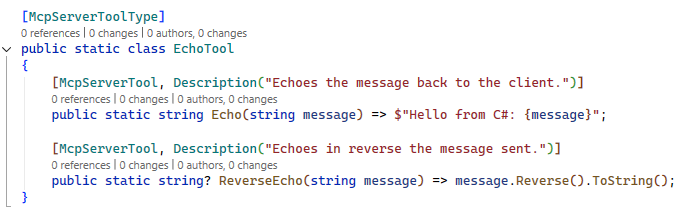 [McpServerToolType]
0 references | 0 changes | 0 authors, 0 changes
public static class EchoTool
{
[McpServerTool, Description("Echoes the message back to the client.")]
0 references | 0 changes | 0 authors, 0 changes
public static string Echo(string message) => $"Hello from C#: {message}";
[McpServerTool, Description("Echoes in reverse the message sent.")]
0 references | 0 changes | 0 authors, 0 changes
public static string? ReverseEcho(string message) => message.Reverse().ToString();
}